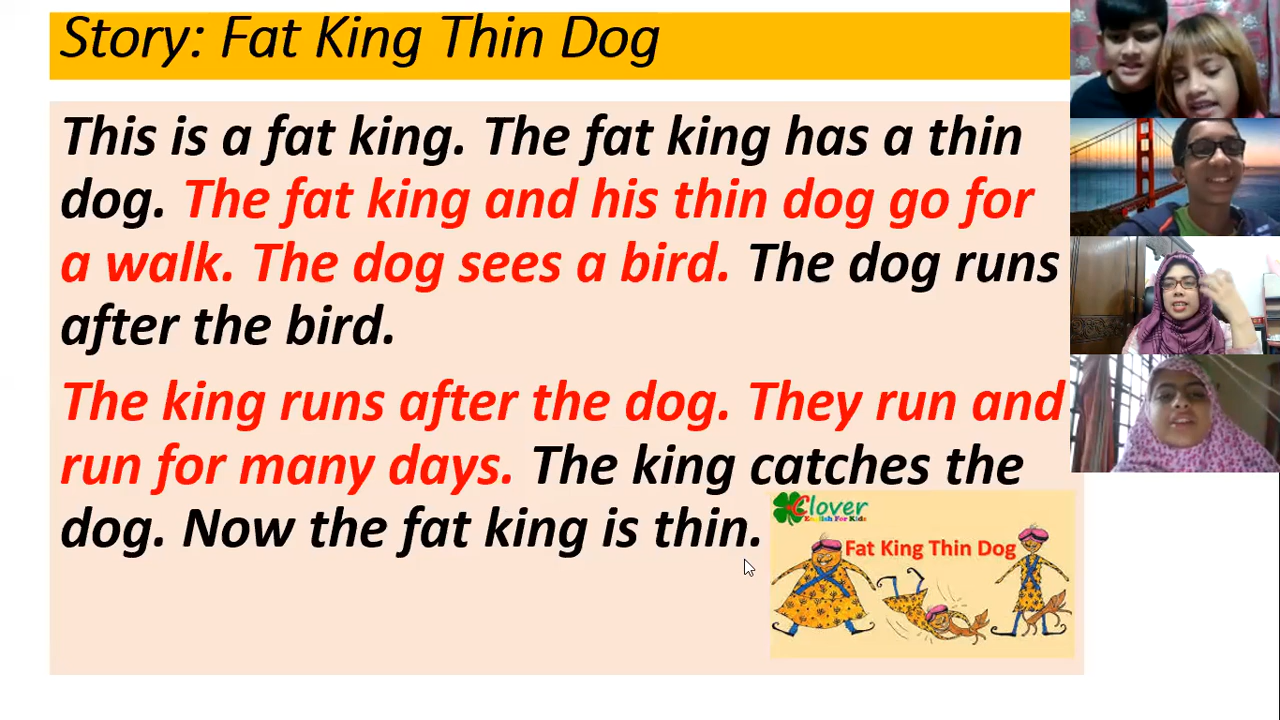 Story: Fat King Thin Dog
This is a fat king. The fat king has a thin
dog. The fat king and his thin dog go for
a walk. The dog sees a bird. The dog runs
after the bird.
The king runs after the dog. They run and
run for many days. The king catches the
dog. Now the fat king is thin.
Clover
English For Kids
Fat King Thin Dog